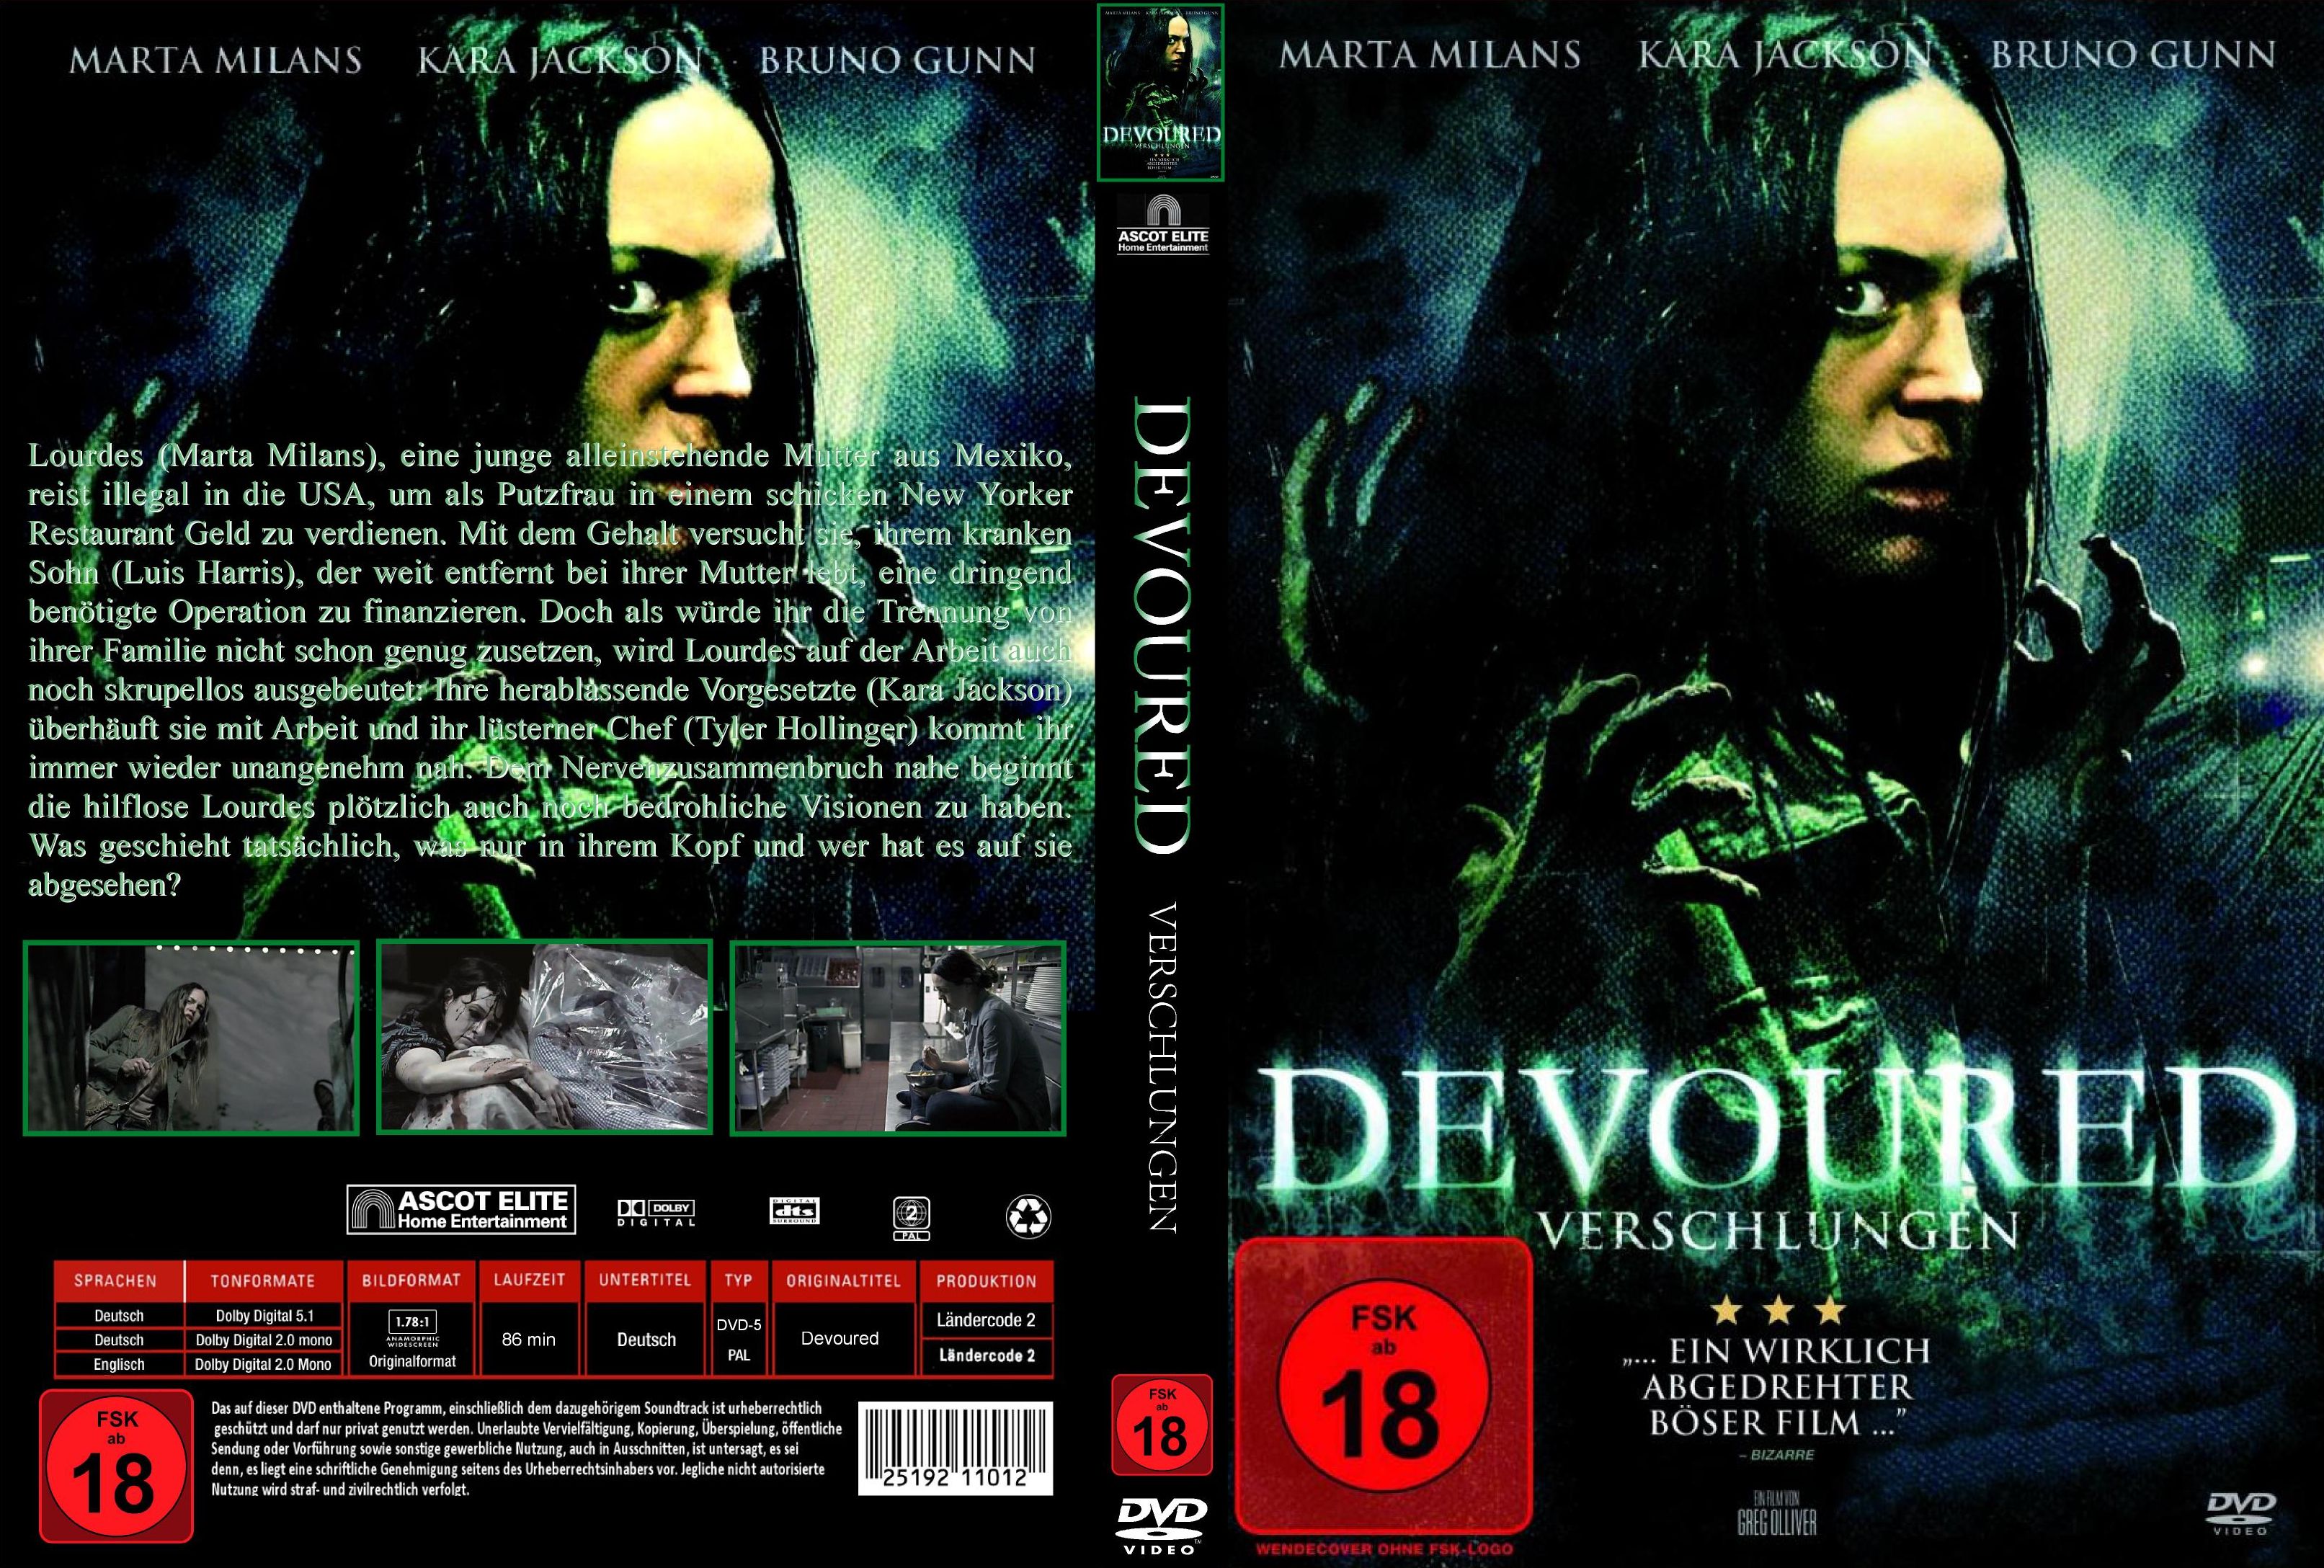 MARTA MILANS KARA JACKSON · BRUNO GUNN
Lourdes (Marta Milans), eine junge alleinstehende Mutter aus Mexiko,
reist illegal in die USA, um als Putzfrau in einem schicken New Yorker
Restaurant Geld zu verdienen. Mit dem Gehalt versucht sie, ihrem kranken
Sohn (Luis Harris), der weit entfernt bei ihrer Mutter lebt, eine dringend
benötigte Operation zu finanzieren. Doch als würde ihr die Trennung von
ihrer Familie nicht schon genug zusetzen, wird Lourdes auf der Arbeit auch
noch skrupellos ausgebeutet: Ihre herablassende Vorgesetzte (Kara Jackson)
überhäuft sie mit Arbeit und ihr lüsterner Chef (Tyler Hollinger) kommt ihr
immer wieder unangenehm nah. Dem Nervenzusammenbruch nahe beginnt
die hilflose Lourdes plötzlich auch noch bedrohliche Visionen zu haben.
Was geschieht tatsächlich, was nur in ihrem Kopf und wer hat es auf sie
abgesehen?
ASCOT ELITE
Home Entertainment
DOLBY
DIGITAL
DIGITAL
dts
SURROUND
2
PAL
SPRACHEN TONFORMATE BILDFORMAT LAUFZEIT UNTERTITEL TYP ORIGINALTITEL PRODUKTION
Deutsch Dolby Digital 5.1
Deutsch Dolby Digital 2.0 mono
Englisch Dolby Digital 2.0 Mono
1.78:1
ANAMORPHIC
WIDESCREEN
Originalformat
86 min
Deutsch
DVD-5
PAL
Devoured
Ländercode 2
Ländercode 2
FSK
ab
18
Das auf dieser DVD enthaltene Programm, einschließlich dem dazugehörigem Soundtrack ist urheberrechtlich
geschützt und darf nur privat genutzt werden. Unerlaubte Vervielfältigung, Kopierung, Überspielung, öffentliche
Sendung oder Vorführung sowie sonstige gewerbliche Nutzung, auch in Ausschnitten, ist untersagt, es sei
denn, es liegt eine schriftliche Genehmigung seitens des Urheberrechtsinhabers vor. Jegliche nicht autorisierte
Nutzung wird straf- und zivilrechtlich verfolgt.
25192 11012
DEVOURED
VERSCHLUNGEN
ASCOT ELITE
Home Entertainment
DEVOURED
VERSCHLUNGEN
FSK
ab
18
DVD
VIDEO TM
MARTA MILANS KARA JACKSON · BRUNO GUNN
DEVOURED
VERSCHLUNGEN
FSK
ab
18
WENDECOVER OHNE FSK-LOGO
„... EIN WIRKLICH
ABGEDREHTER
BÖSER FILM ...”
– BIZARRE
EIN FILM VON
GREG OLLIVER
DVD
VIDEO